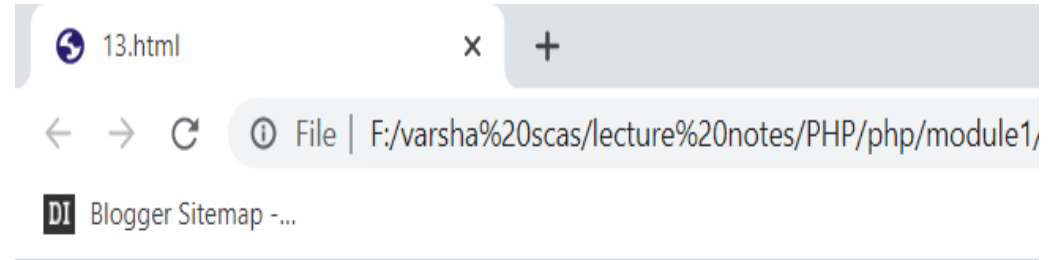 13.html
File | F:/varsha%20scas/lecture%20notes/PHP/php/module1/
DI Blogger Sitemap -...